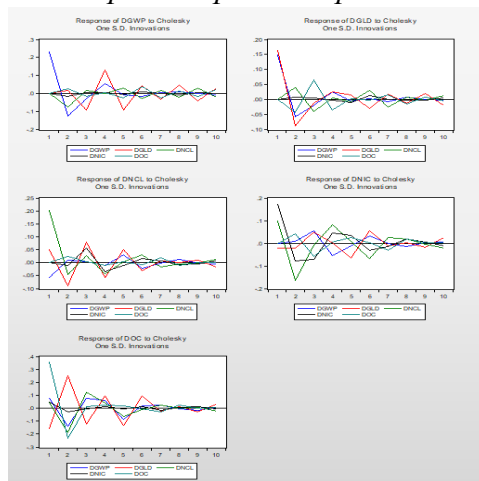 Response of DGWP to Cholesky
One S.D. Innovations
.3
.2
.1
.0
-.1
-.2
1 2 3 4 5 6 7 8 9 10
DGWP DGLD DNCL
DNIC DOC
Response of DGLD to Cholesky
One S.D. Innovations
.20
.15
.10
.05
.00
-.05
-.10
1 2 3 4 5 6 7 8 9 10
DGWP DGLD DNCL
DNIC DOC
Response of DNCL to Cholesky
One S.D. Innovations
.25
.20
.15
.10
.05
.00
-.05
-.10
1 2 3 4 5 6 7 8 9 10
DGWP DGLD DNCL
DNIC DOC
Response of DNIC to Cholesky
One S.D. Innovations
.2
.1
.0
-.1
-.2
1 2 3 4 5 6 7 8 9 10
DGWP DGLD DNCL
DNIC DOC
Response of DOC to Cholesky
One S.D. Innovations
.4
.3
.2
.1
.0
-.1
-.2
-.3
1 2 3 4 5 6 7 8 9 10
DGWP DGLD DNCL
DNIC DOC